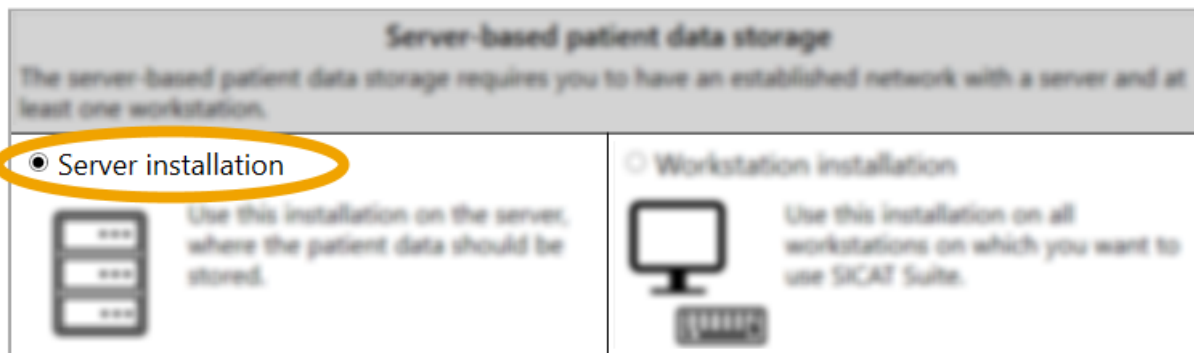 Server-based patient data storage
The server-based patient data storage requires you to have an established network with a server and at
least one workstation.
Server installation
Workstation installation
Use this installation on the server,
where the patient data should be
stored.
Use this installation on all
workstations on which you want to
use SICAT Suite.